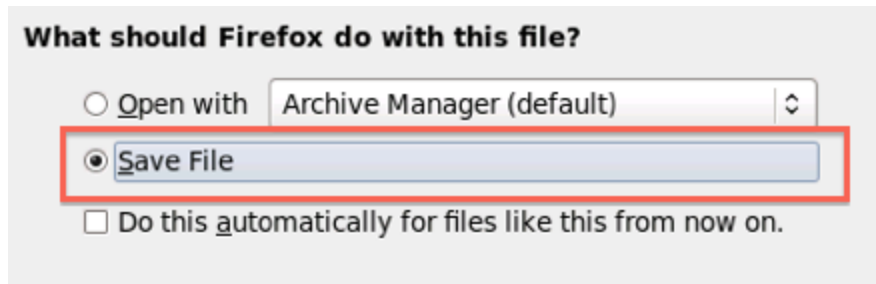 What should Firefox do with this file?
Open with Archive Manager (default)
Save File
Do this automatically for files like this from now on.